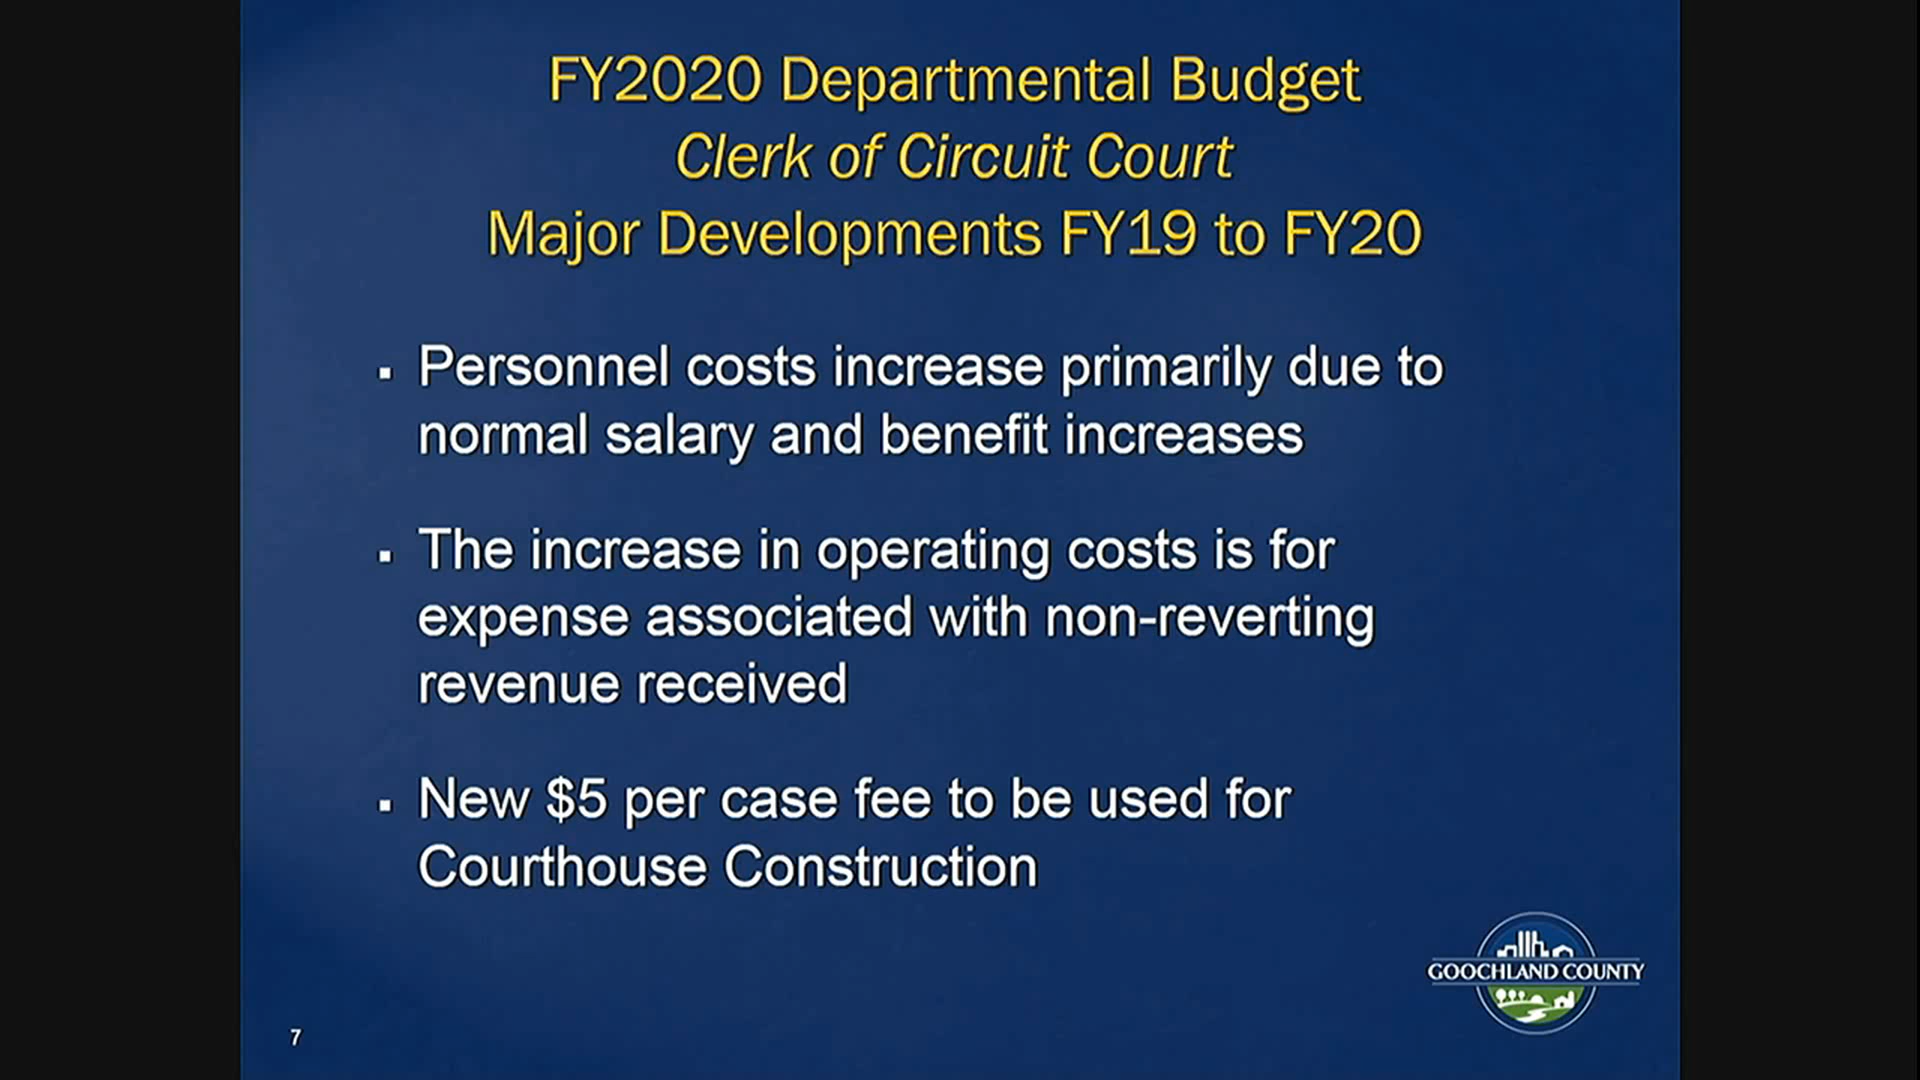 FY2020 Departmental Budget
Clerk of Circuit Court
Major Developments FY19 to FY20
▪ Personnel costs increase primarily due to
normal salary and benefit increases
▪ The increase in operating costs is for
expense associated with non-reverting
revenue received
▪ New $5 per case fee to be used for
Courthouse Construction
GOOCHLAND COUNTY
7